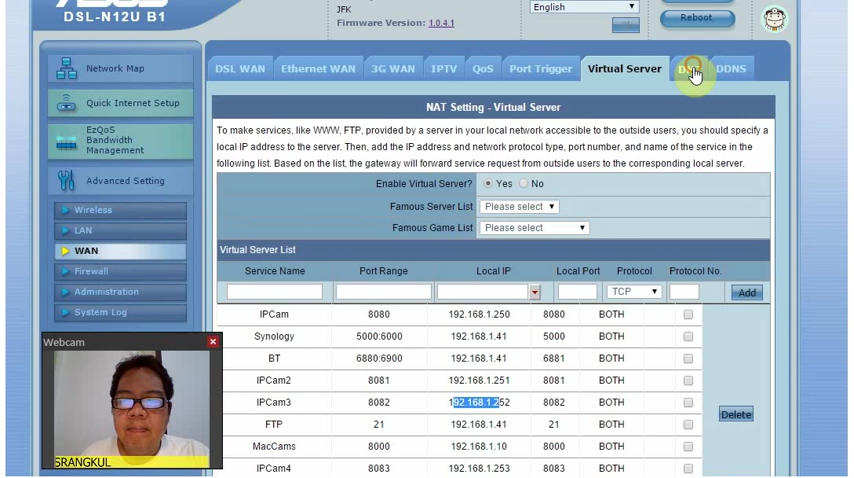 DSL-N12U B1
JFK
Firmware Version: 1.0.4.1
English
Reboot
Network Map
Quick Internet Setup
EzQoS
Bandwidth
Management
Advanced Setting
Wireless
LAN
WAN
Firewall
Administration
System Log
DSL WAN
Ethernet WAN
3G WAN
IPTV
QoS
Port Trigger
Virtual Server
DDNS
NAT Setting - Virtual Server
To make services, like WWW, FTP, provided by a server in your local network accessible to the outside users, you should specify a
local IP address to the server. Then, add the IP address and network protocol type, port number, and name of the service in the
following list. Based on the list, the gateway will forward service request from outside users to the corresponding local server.
Enable Virtual Server? Yes No
Famous Server List Please select
Famous Game List Please select
Virtual Server List
Service Name Port Range Local IP Local Port Protocol Protocol No.
TCP Add
IPCam 8080 192.168.1.250 8080 BOTH
Synology 5000:6000 192.168.1.41 5000 BOTH
BT 6880:6900 192.168.1.41 6881 BOTH
IPCam2 8081 192.168.1.251 8081 BOTH
IPCam3 8082 192.168.1.252 8082 BOTH
FTP 21 192.168.1.41 21 BOTH
MacCams 8000 192.168.1.10 8000 BOTH
IPCam4 8083 192.168.1.253 8083 BOTH
Delete
Webcam
SRANGKUL